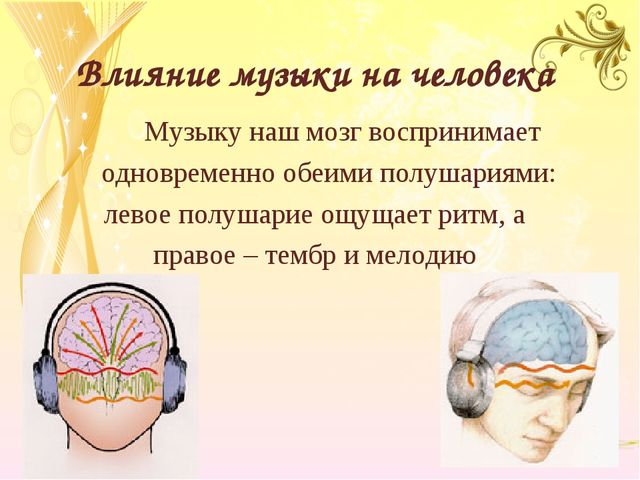 Влияние музыки на человека
Музыку наш мозг воспринимает
одновременно обеими полушариями:
левое полушарие ощущает ритм, а
правое – тембр и мелодию